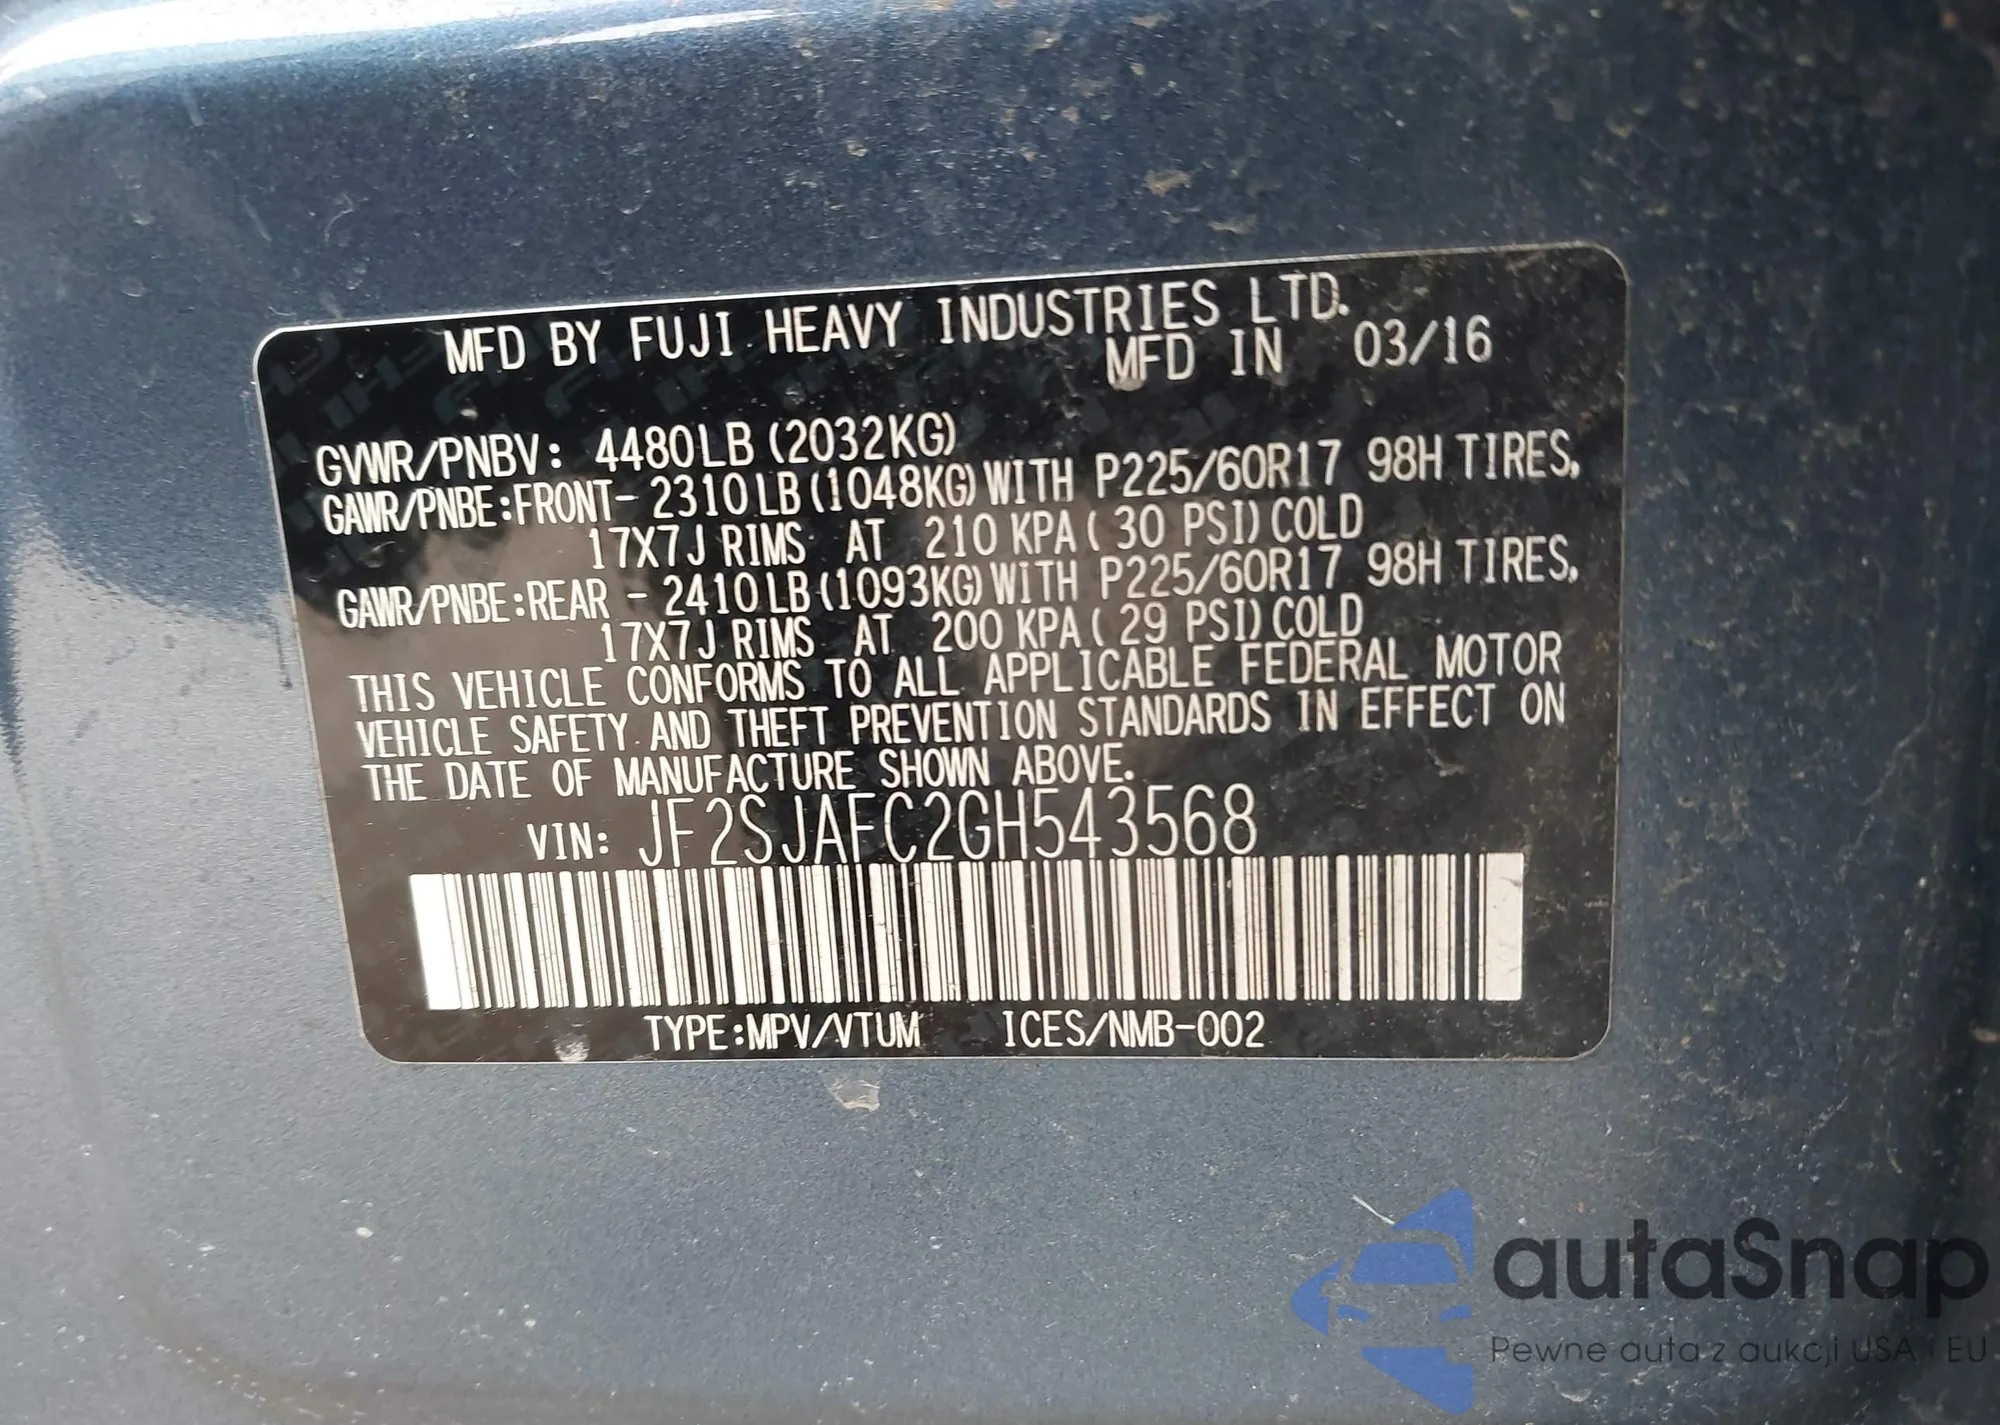 MFD BY FUJI HEAVY INDUSTRIES LTD.
MFD IN 03/16
GVWR/PNBV: 4480LB (2032KG)
GAWR/PNBE:FRONT- 2310LB (1048KG) WITH P225/60R17 98H TIRES,
17X7J RIMS AT 210 KPA ( 30 PSI) COLD
GAWR/PNBE:REAR - 2410LB (1093KG) WITH P225/60R17 98H TIRES,
17X7J RIMS AT 200 KPA ( 29 PSI) COLD
THIS VEHICLE CONFORMS TO ALL APPLICABLE FEDERAL MOTOR
VEHICLE SAFETY AND THEFT PREVENTION STANDARDS IN EFFECT ON
THE DATE OF MANUFACTURE SHOWN ABOVE.
VIN: JF2SJAFC2GH543568
TYPE:MPV/VTUM ICES/NMB-002
autaSnap
Pewne auta z aukcji USA i EU